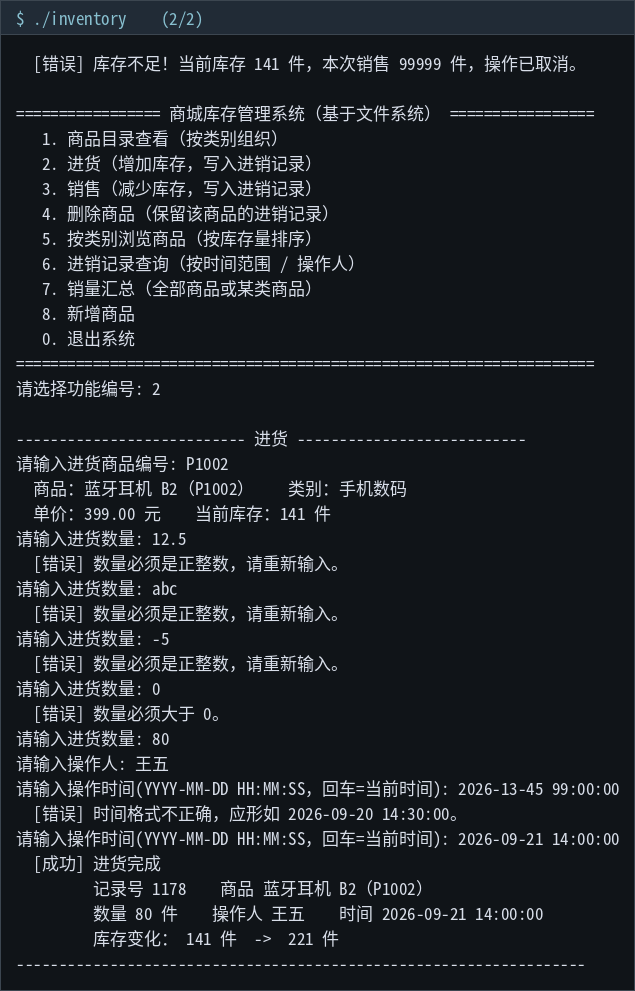 $ ./inventory    (2/2)
[错误] 库存不足！当前库存 141 件，本次销售 99999 件，操作已取消。
================= 商城库存管理系统（基于文件系统） =================
1. 商品目录查看（按类别组织）
2. 进货（增加库存，写入进销记录）
3. 销售（减少库存，写入进销记录）
4. 删除商品（保留该商品的进销记录）
5. 按类别浏览商品（按库存量排序）
6. 进销记录查询（按时间范围 / 操作人）
7. 销量汇总（全部商品或某类商品）
8. 新增商品
0. 退出系统
====================================================================
请选择功能编号: 2
--------------------------- 进货 ---------------------------
请输入进货商品编号: P1002
商品: 蓝牙耳机 B2（P1002）    类别: 手机数码
单价: 399.00 元    当前库存: 141 件
请输入进货数量: 12.5
[错误] 数量必须是正整数，请重新输入。
请输入进货数量: abc
[错误] 数量必须是正整数，请重新输入。
请输入进货数量: -5
[错误] 数量必须是正整数，请重新输入。
请输入进货数量: 0
[错误] 数量必须大于 0。
请输入进货数量: 80
请输入操作人: 王五
请输入操作时间(YYYY-MM-DD HH:MM:SS，回车=当前时间): 2026-13-45 99:00:00
[错误] 时间格式不正确，应形如 2026-09-20 14:30:00。
请输入操作时间(YYYY-MM-DD HH:MM:SS，回车=当前时间): 2026-09-21 14:00:00
[成功] 进货完成
记录号 1178    商品 蓝牙耳机 B2（P1002）
数量 80 件    操作人 王五    时间 2026-09-21 14:00:00
库存变化:  141 件  ->  221 件
-------------------------------------------------------------------